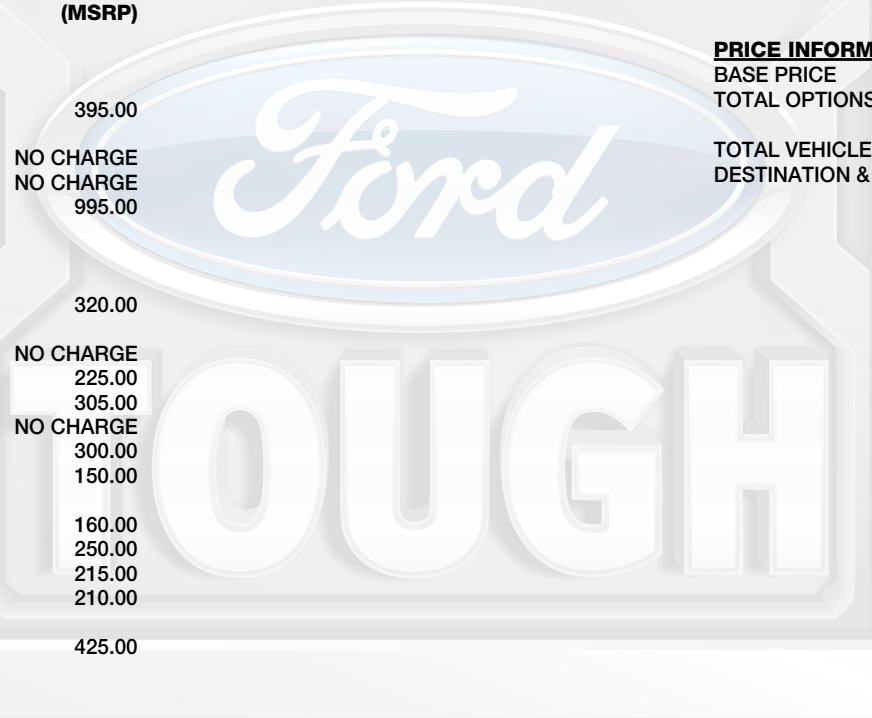 (MSRP)
395.00
NO CHARGE
NO CHARGE
995.00
320.00
NO CHARGE
225.00
305.00
NO CHARGE
300.00
150.00
160.00
250.00
215.00
210.00
425.00
PRICE INFORM
BASE PRICE
TOTAL OPTIONS
TOTAL VEHICLE
DESTINATION &
Ford
TOUGH